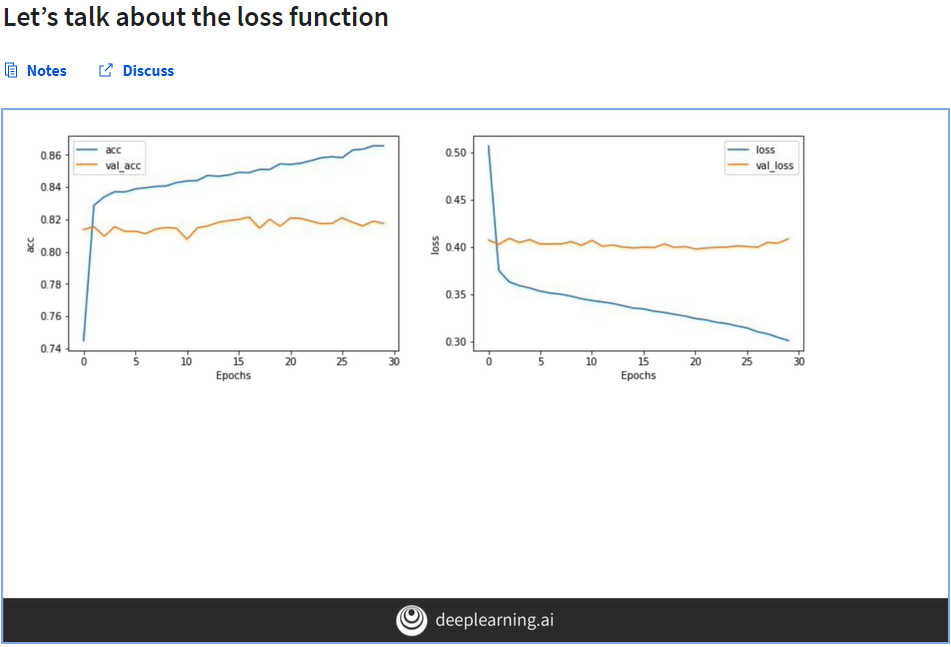 Let’s talk about the loss function
Notes Discuss
acc
val_acc
0.86
0.84
0.82
0.80
0.78
0.76
0.74
acc
0 5 10 15 20 25 30
Epochs
loss
val_loss
0.50
0.45
0.40
0.35
0.30
loss
0 5 10 15 20 25 30
Epochs
deeplearning.ai